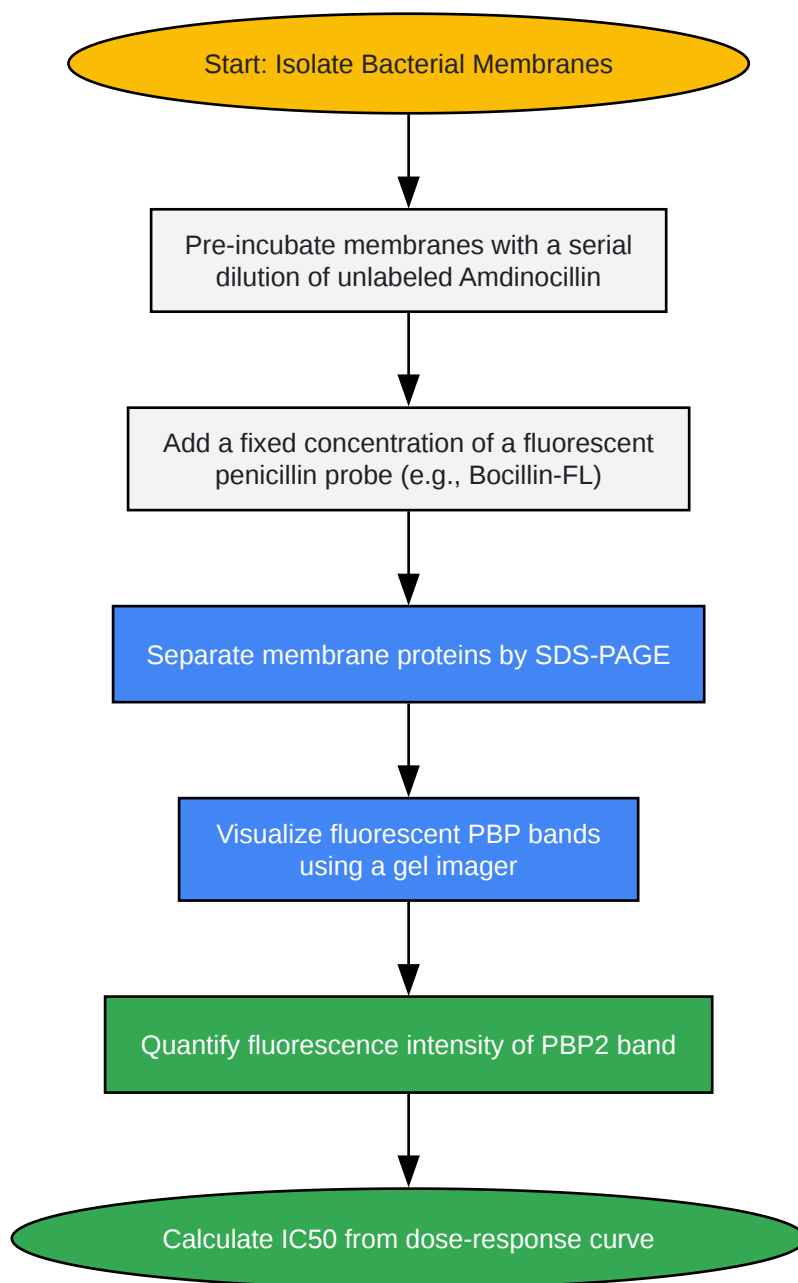 Start: Isolate Bacterial Membranes
Pre-incubate membranes with a serial
dilution of unlabeled Amdinocillin
Add a fixed concentration of a fluorescent
penicillin probe (e.g., Bocillin-FL)
Separate membrane proteins by SDS-PAGE
Visualize fluorescent PBP bands
using a gel imager
Quantify fluorescence intensity of PBP2 band
Calculate IC50 from dose-response curve